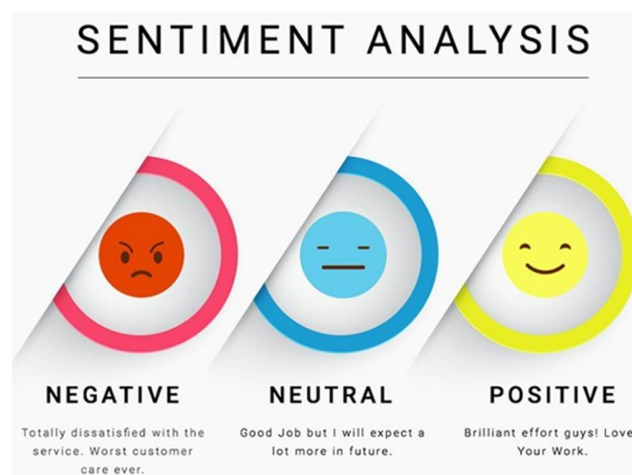 SENTIMENT ANALYSIS
NEGATIVE
Totally dissatisfied with the
service. Worst customer
care ever.
NEUTRAL
Good Job but I will expect a
lot more in future.
POSITIVE
Brilliant effort guys! Love
Your Work.